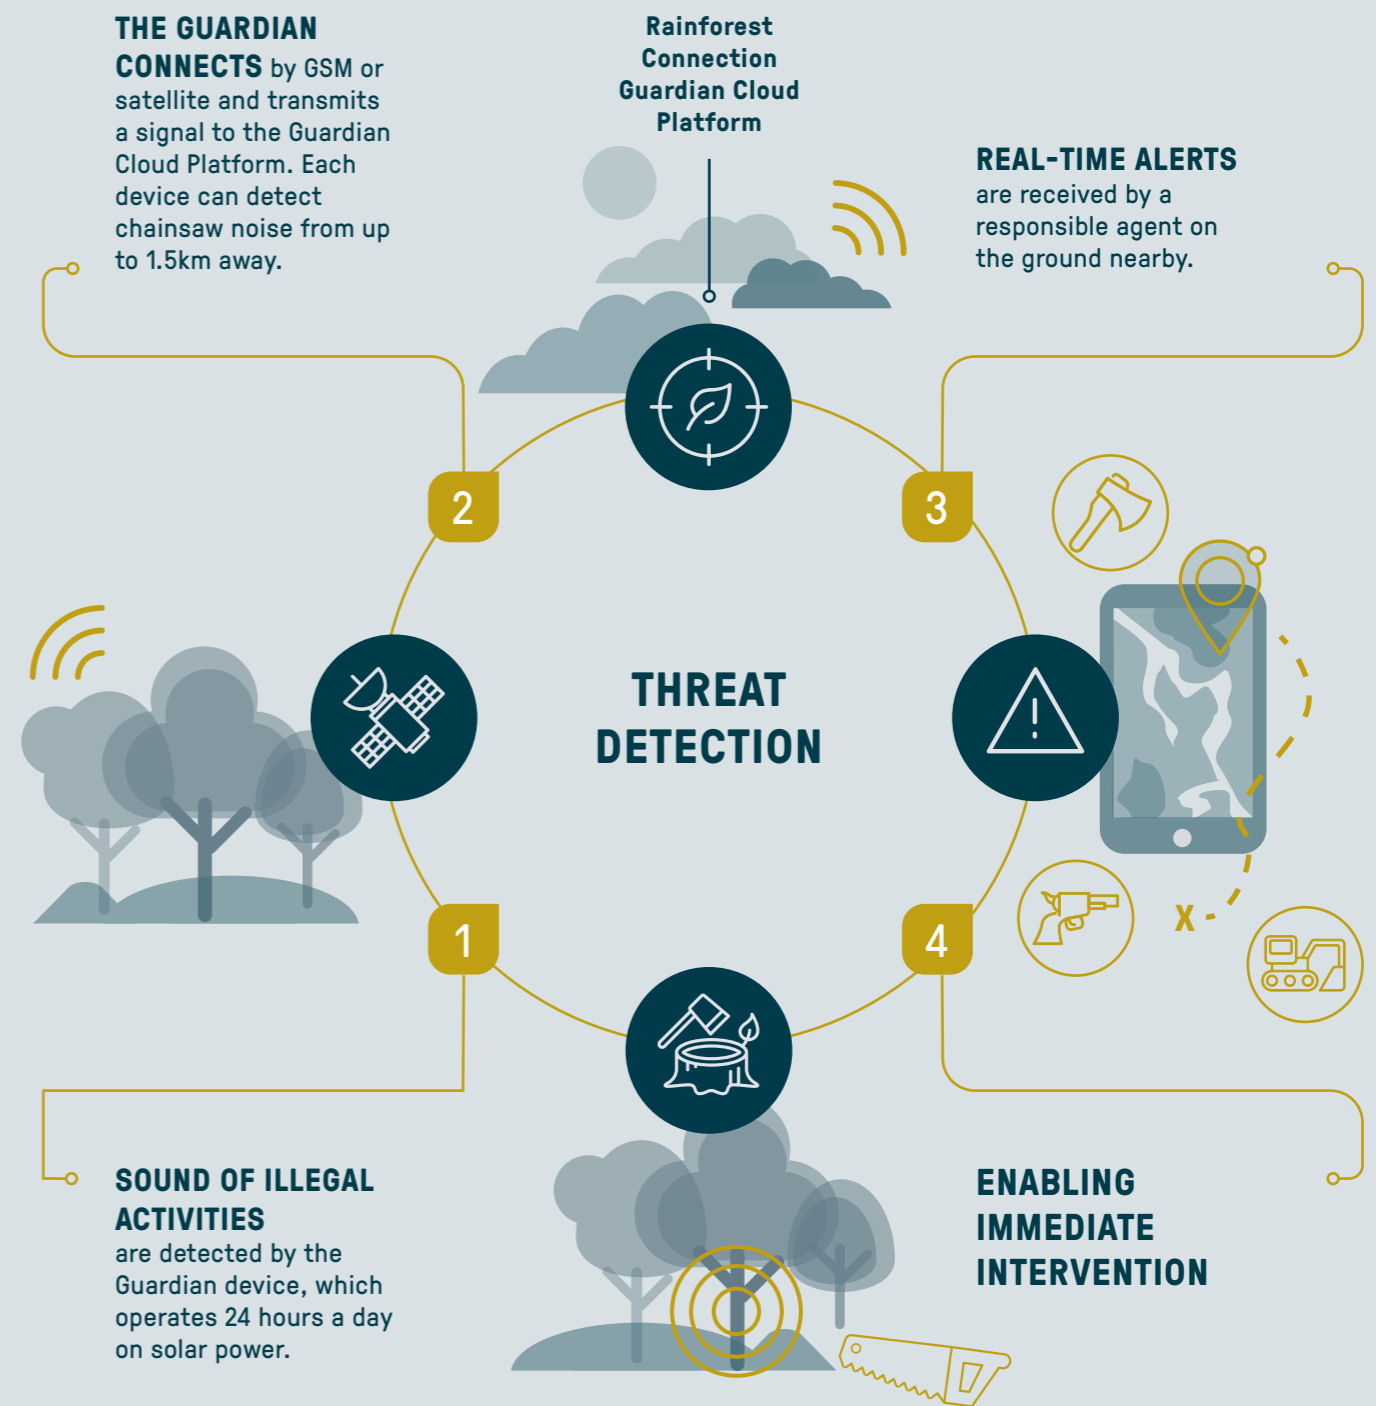 THE GUARDIAN
CONNECTS by GSM or
satellite and transmits
a signal to the Guardian
Cloud Platform. Each
device can detect
chainsaw noise from up
to 1.5km away.
Rainforest
Connection
Guardian Cloud
Platform
REAL-TIME ALERTS
are received by a
responsible agent on
the ground nearby.
2
3
THREAT
DETECTION
X
1
4
SOUND OF ILLEGAL
ACTIVITIES
are detected by the
Guardian device, which
operates 24 hours a day
on solar power.
ENABLING
IMMEDIATE
INTERVENTION